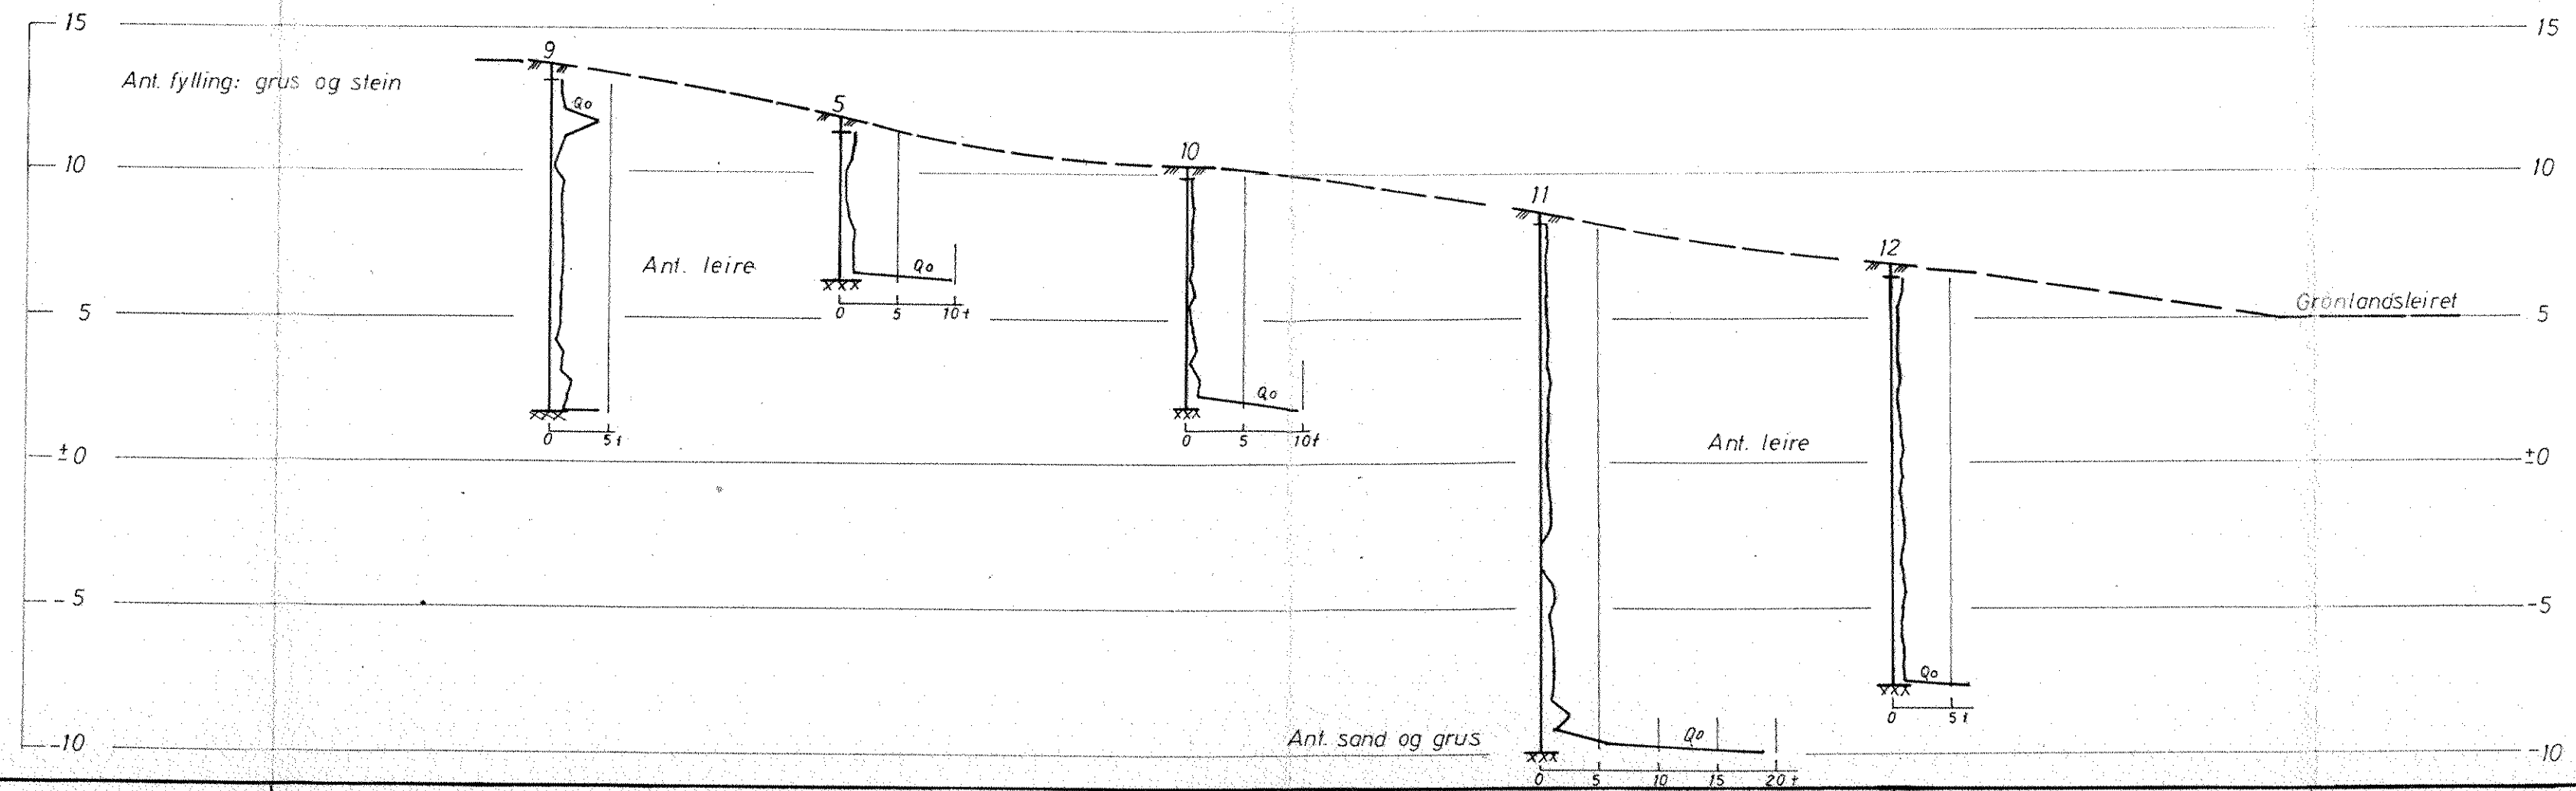 15 15
9
Ant. fylling: grus og stein
Qo
5
10 10
10
11
12
Ant. leire
Qo
0 5 10 t
5 Grønlandsleiret 5
Qo
0 5 t
0 5 10 t
±0 ±0
Ant. leire
-5 -5
Qo
0 5 t
Ant. sand og grus
Qo
-10 -10
0 5 10 15 20 t